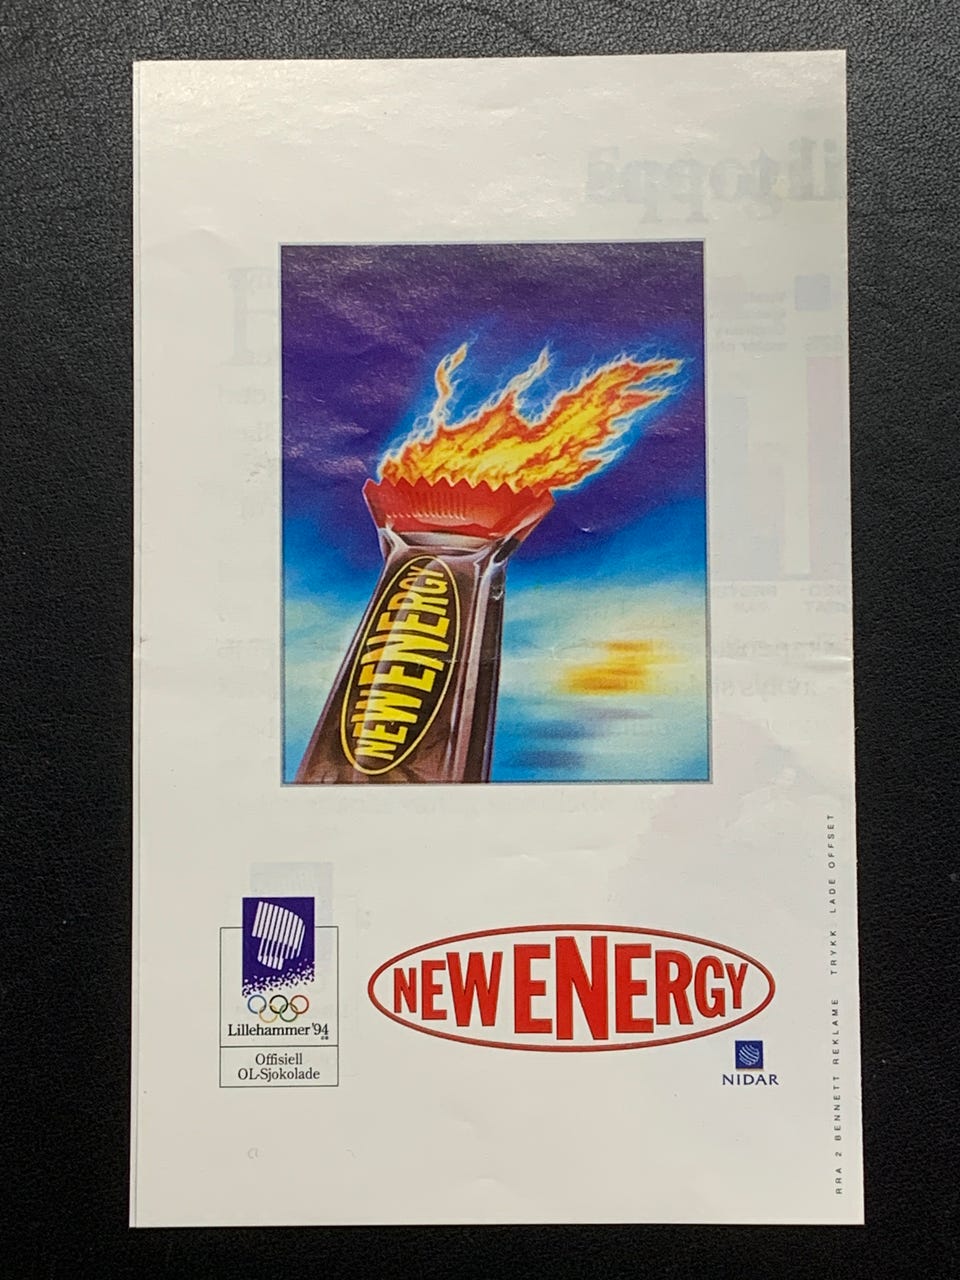 NEWENERGY
Lillehammer '94
Offisiell
OL-Sjokolade
NEWENERGY
NIDAR
RRA 2 BENNETT REKLAME TRYKK: LADE OFFSET